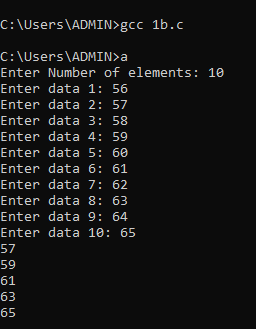 C:\Users\ADMIN>gcc 1b.c
C:\Users\ADMIN>a
Enter Number of elements: 10
Enter data 1: 56
Enter data 2: 57
Enter data 3: 58
Enter data 4: 59
Enter data 5: 60
Enter data 6: 61
Enter data 7: 62
Enter data 8: 63
Enter data 9: 64
Enter data 10: 65
57
59
61
63
65